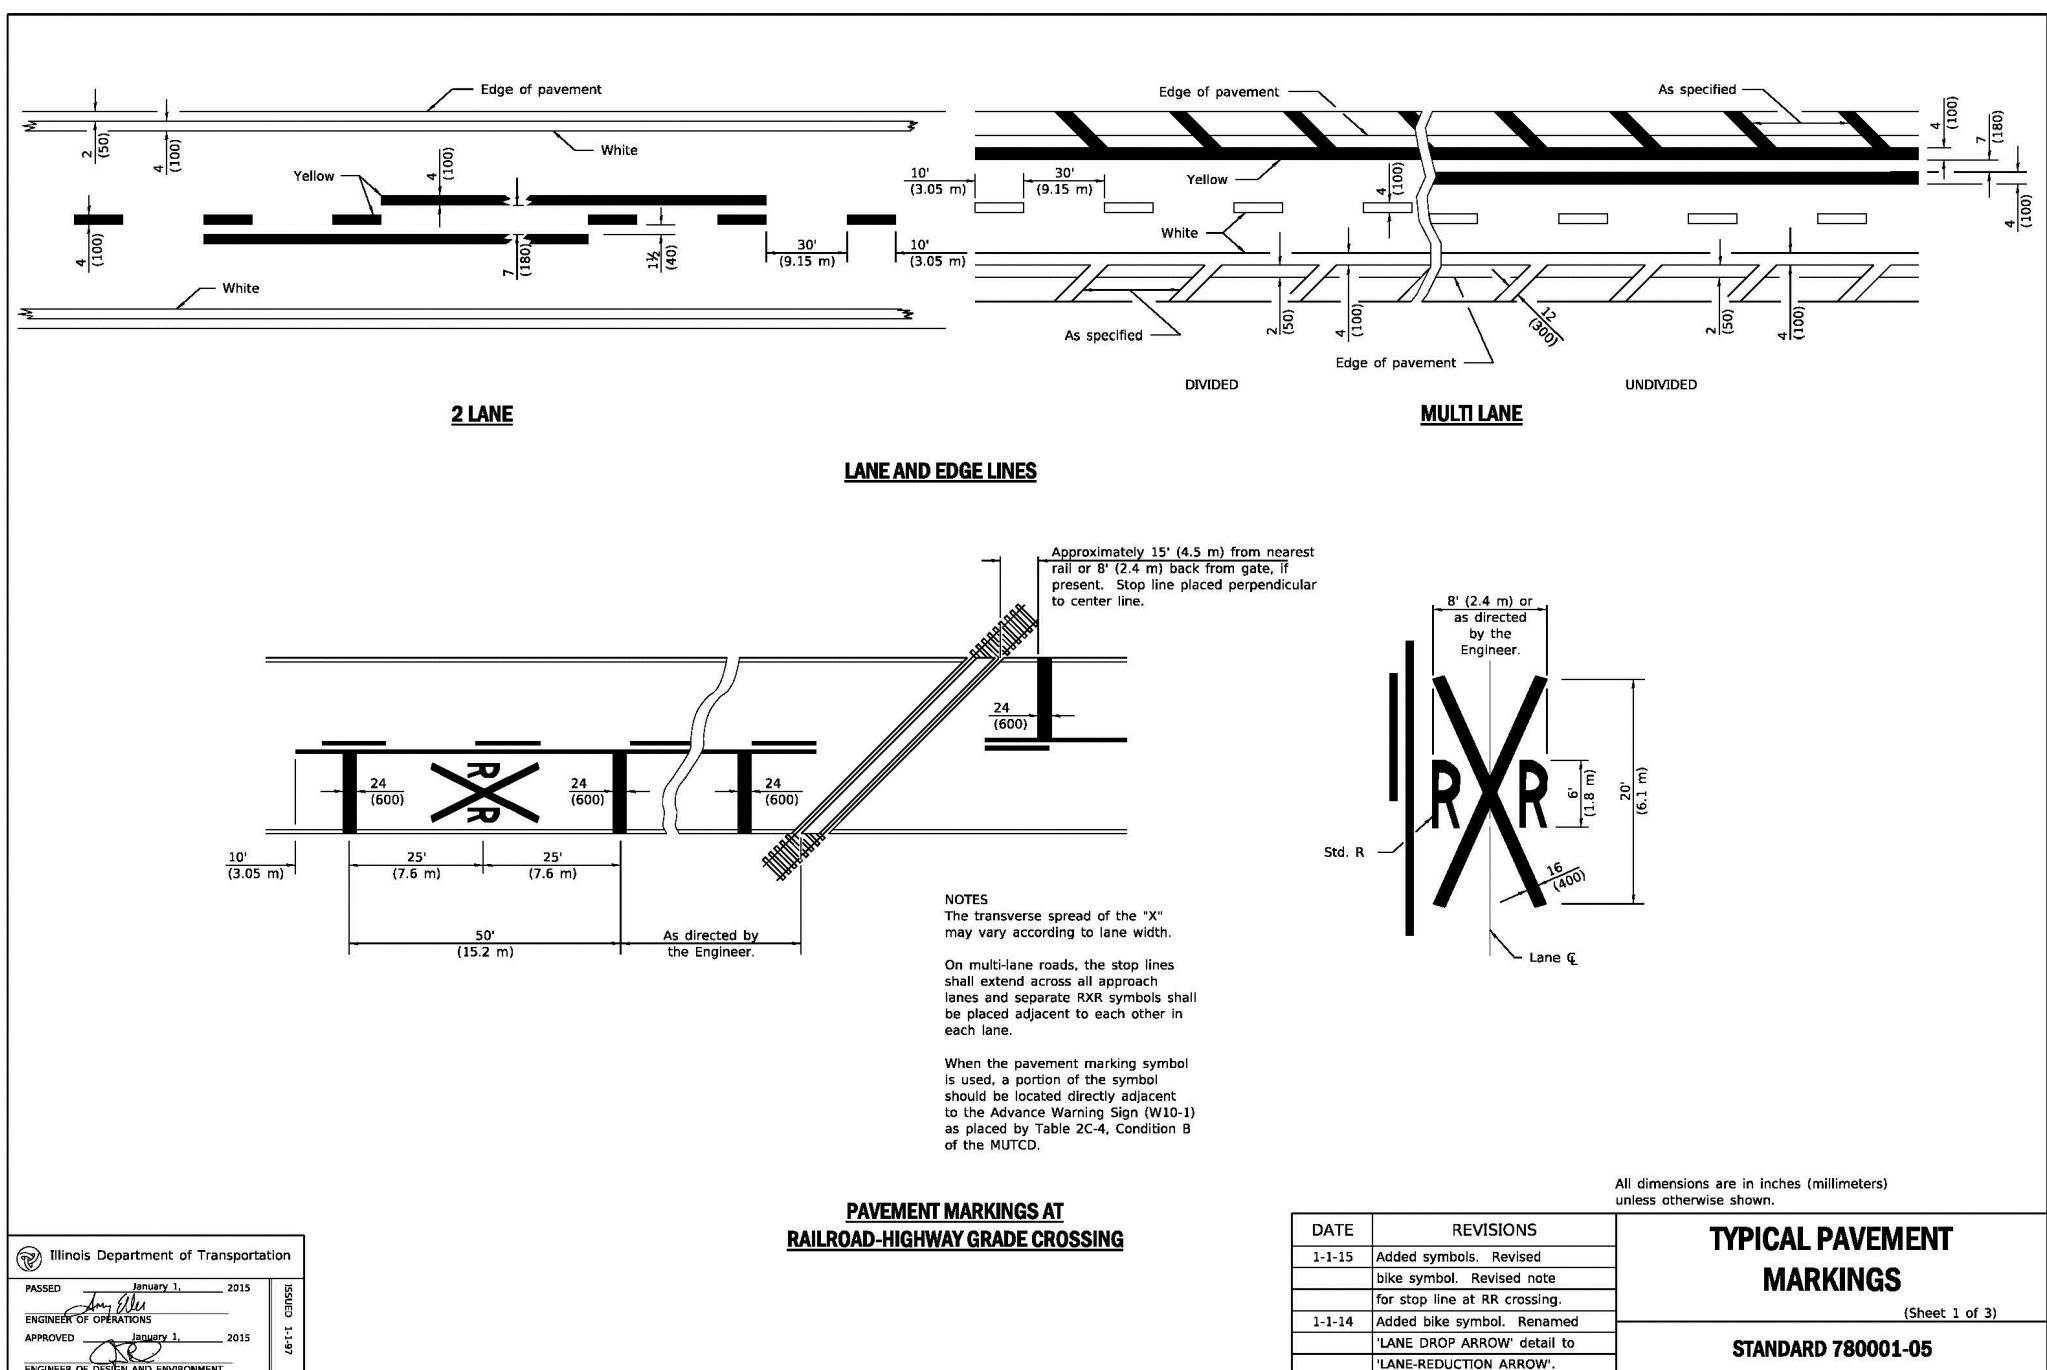 Edge of pavement
2
(50)
4
(100)
White
Yellow
4
(100)
4
(100)
7
(180)
1½
(40)
30'
(9.15 m)
10'
(3.05 m)
White
2 LANE
Edge of pavement
As specified
4
(100)
7
(180)
4
(100)
10'
(3.05 m)
30'
(9.15 m)
Yellow
4
(100)
White
As specified
2
(50)
4
(100)
Edge of pavement
12
(300)
2
(50)
4
(100)
DIVIDED
UNDIVIDED
MULTI LANE
LANE AND EDGE LINES
Approximately 15' (4.5 m) from nearest
rail or 8' (2.4 m) back from gate, if
present. Stop line placed perpendicular
to center line.
24
(600)
24
(600)
R
R
24
(600)
24
(600)
10'
(3.05 m)
25'
(7.6 m)
25'
(7.6 m)
50'
(15.2 m)
As directed by
the Engineer.
8' (2.4 m) or
as directed
by the
Engineer.
RXR
6'
(1.8 m)
20'
(6.1 m)
Std. R
16
(400)
Lane ℄
NOTES
The transverse spread of the "X"
may vary according to lane width.
On multi-lane roads, the stop lines
shall extend across all approach
lanes and separate RXR symbols shall
be placed adjacent to each other in
each lane.
When the pavement marking symbol
is used, a portion of the symbol
should be located directly adjacent
to the Advance Warning Sign (W10-1)
as placed by Table 2C-4, Condition B
of the MUTCD.
PAVEMENT MARKINGS AT
RAILROAD-HIGHWAY GRADE CROSSING
All dimensions are in inches (millimeters)
unless otherwise shown.
Illinois Department of Transportation
PASSED January 1, 2015
ENGINEER OF OPERATIONS
APPROVED January 1, 2015
ENGINEER OF DESIGN AND ENVIRONMENT
ISSUED 1-1-97
DATE REVISIONS
1-1-15 Added symbols. Revised
bike symbol. Revised note
for stop line at RR crossing.
1-1-14 Added bike symbol. Renamed
'LANE DROP ARROW' detail to
'LANE-REDUCTION ARROW'.
TYPICAL PAVEMENT
MARKINGS
(Sheet 1 of 3)
STANDARD 780001-05